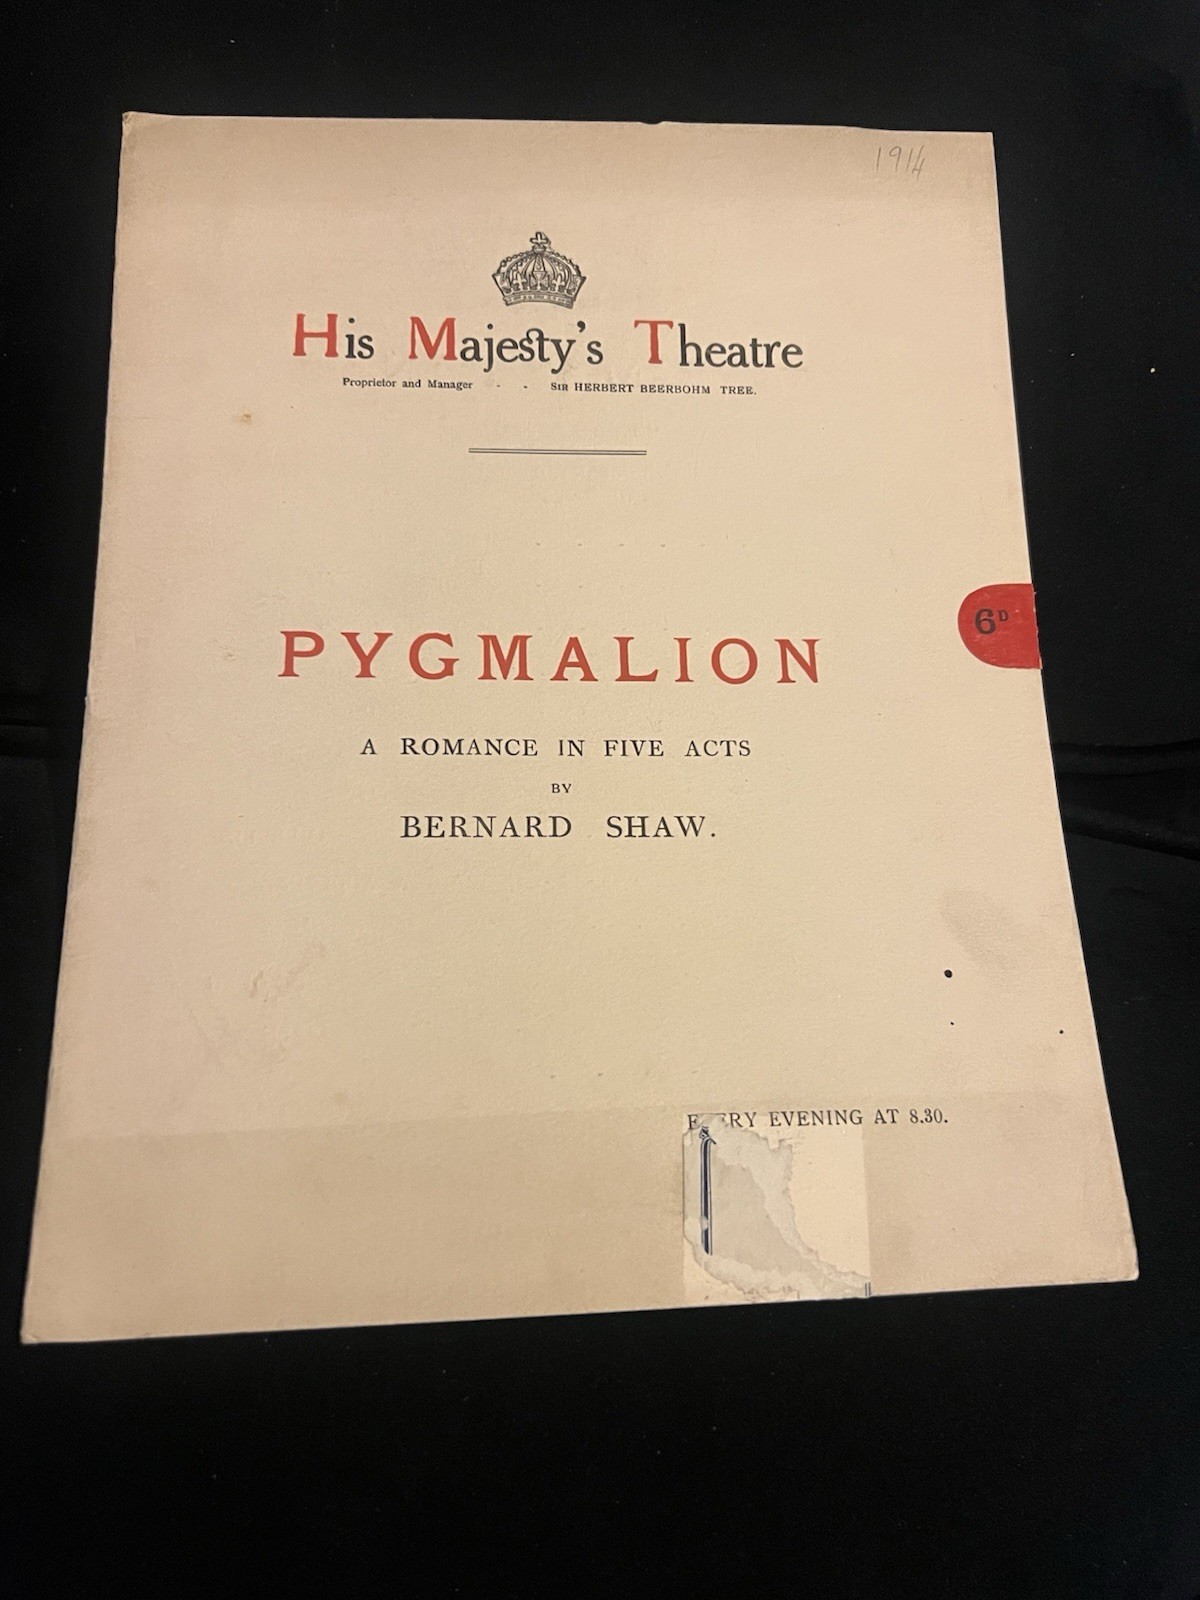 1914
His Majesty's Theatre
Proprietor and Manager - - SIR HERBERT BEERBOHM TREE.
6D
PYGMALION
A ROMANCE IN FIVE ACTS
BY
BERNARD SHAW.
EVENING AT 8.30.